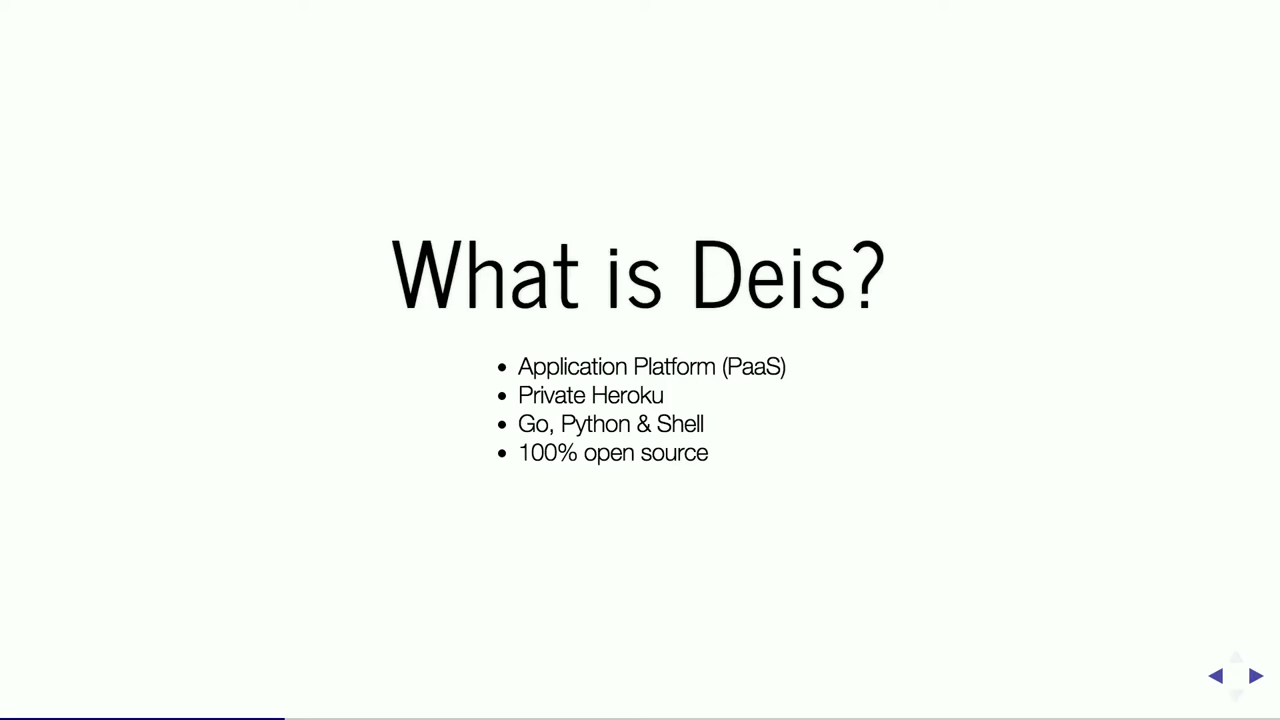 What is Deis?
• Application Platform (PaaS)
• Private Heroku
• Go, Python & Shell
• 100% open source